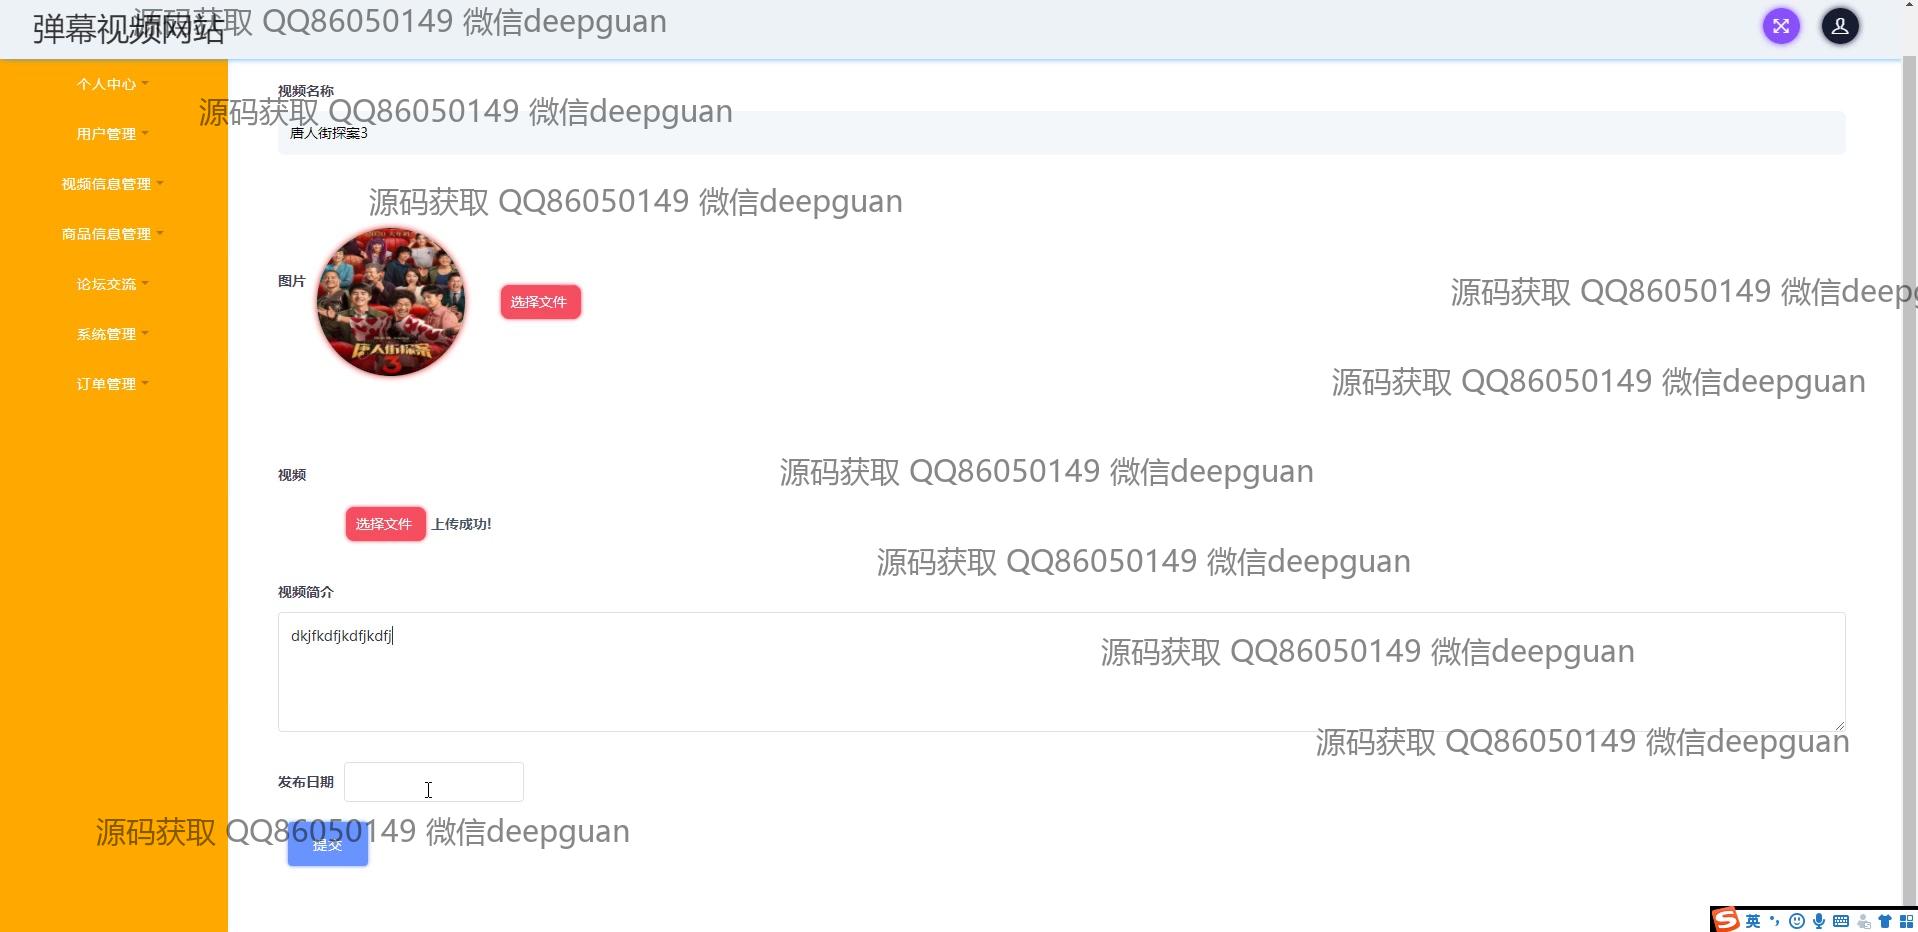 弹幕视频网站
源码获取 QQ86050149 微信deepguan
个人中心
用户管理
视频信息管理
商品信息管理
论坛交流
系统管理
订单管理
视频名称
源码获取 QQ86050149 微信deepguan
唐人街探案3
源码获取 QQ86050149 微信deepguan
图片
唐人街探案
3
选择文件
源码获取 QQ86050149 微信deepg
源码获取 QQ86050149 微信deepguan
视频
源码获取 QQ86050149 微信deepguan
选择文件 上传成功!
源码获取 QQ86050149 微信deepguan
视频简介
dkjfkdfjkdfjkdfj
源码获取 QQ86050149 微信deepguan
源码获取 QQ86050149 微信deepguan
发布日期
源码获取 QQ86050149 微信deepguan
提交
英